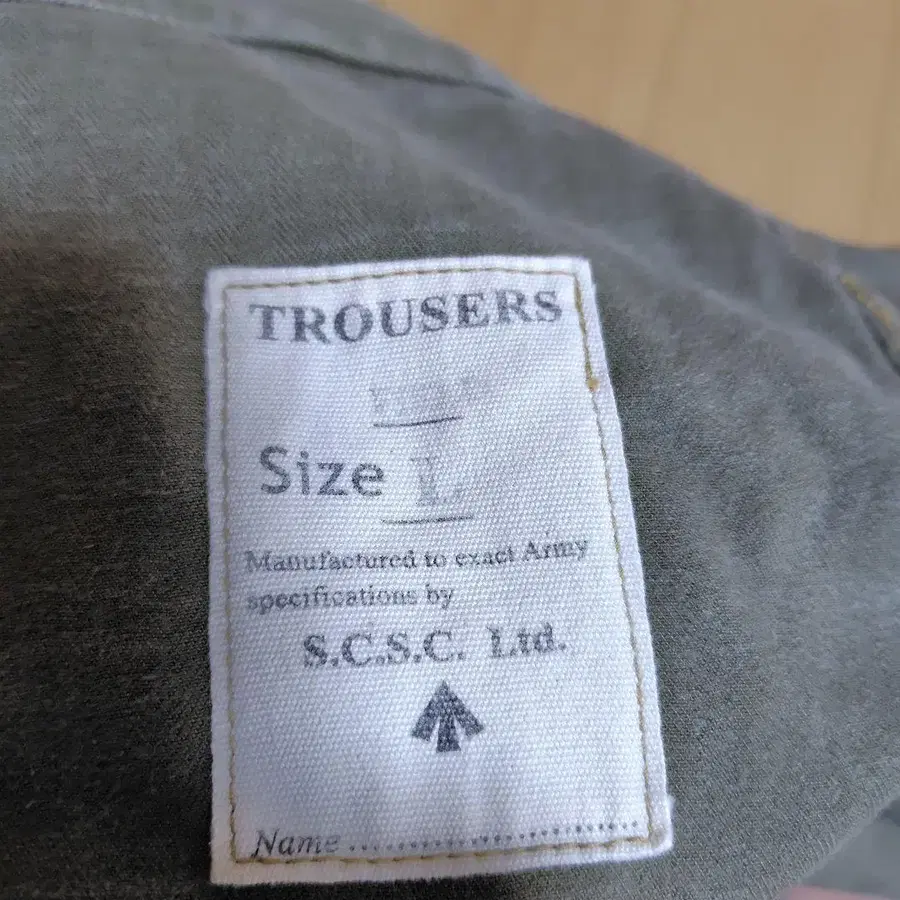 TROUSERS
Size L
Manufactured to exact Army
specifications by
S.C.S.C. Ltd.
Name ........................